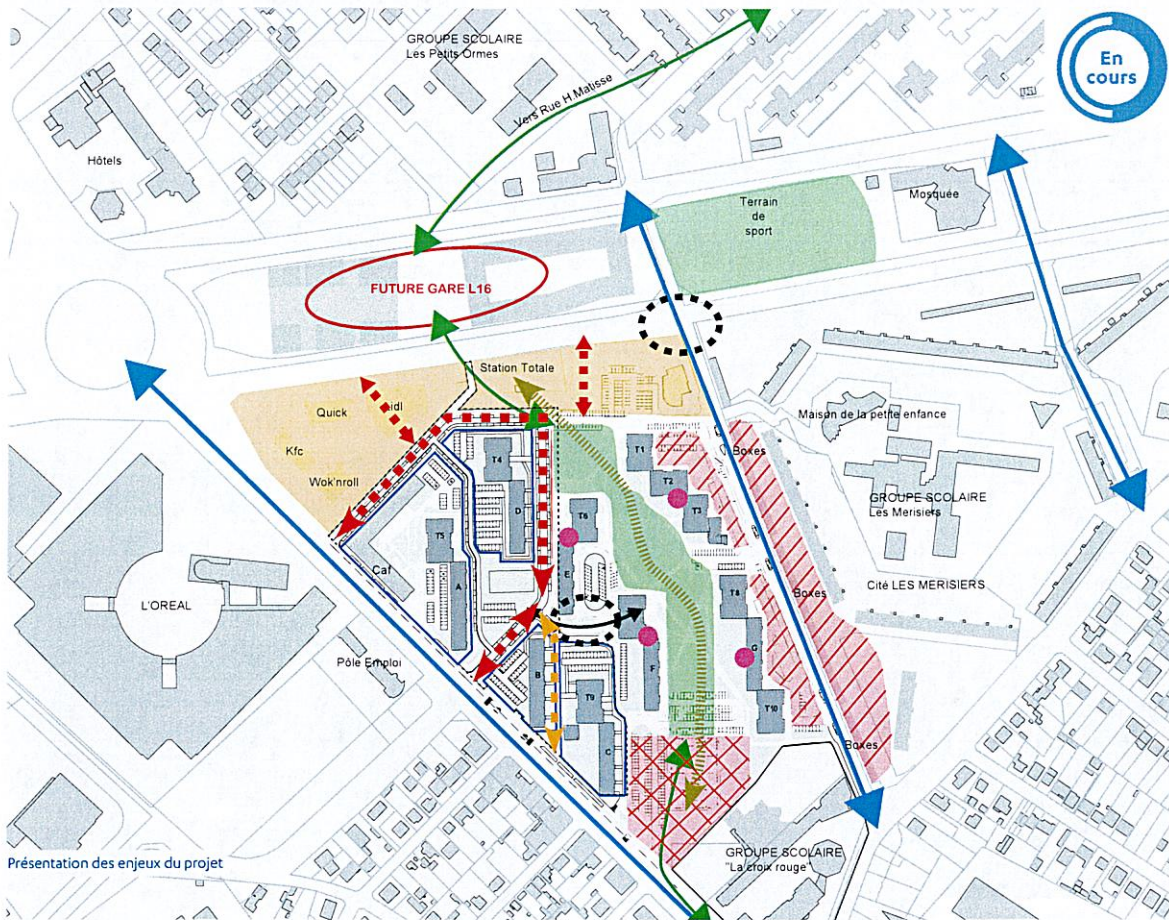 GROUPE SCOLAIRE
Les Petits Ormes
En
cours
Vers Rue H.Matisse
Hôtels
Terrain
de
sport
Mosquée
FUTURE GARE L16
Station Totale
Quick
eidl
Kfc
Wok'nroll
Maison de la petite enfance
Boxes
T1
T2
T3
T4
D
T5
A
Caf
T6
E
GROUPE SCOLAIRE
Les Merisiers
Cité LES MERISIERS
Boxes
T8
L'OREAL
Pôle Emploi
B
T9
C
F
G
T10
Boxes
GROUPE SCOLAIRE
"La croix rouge"
Présentation des enjeux du projet